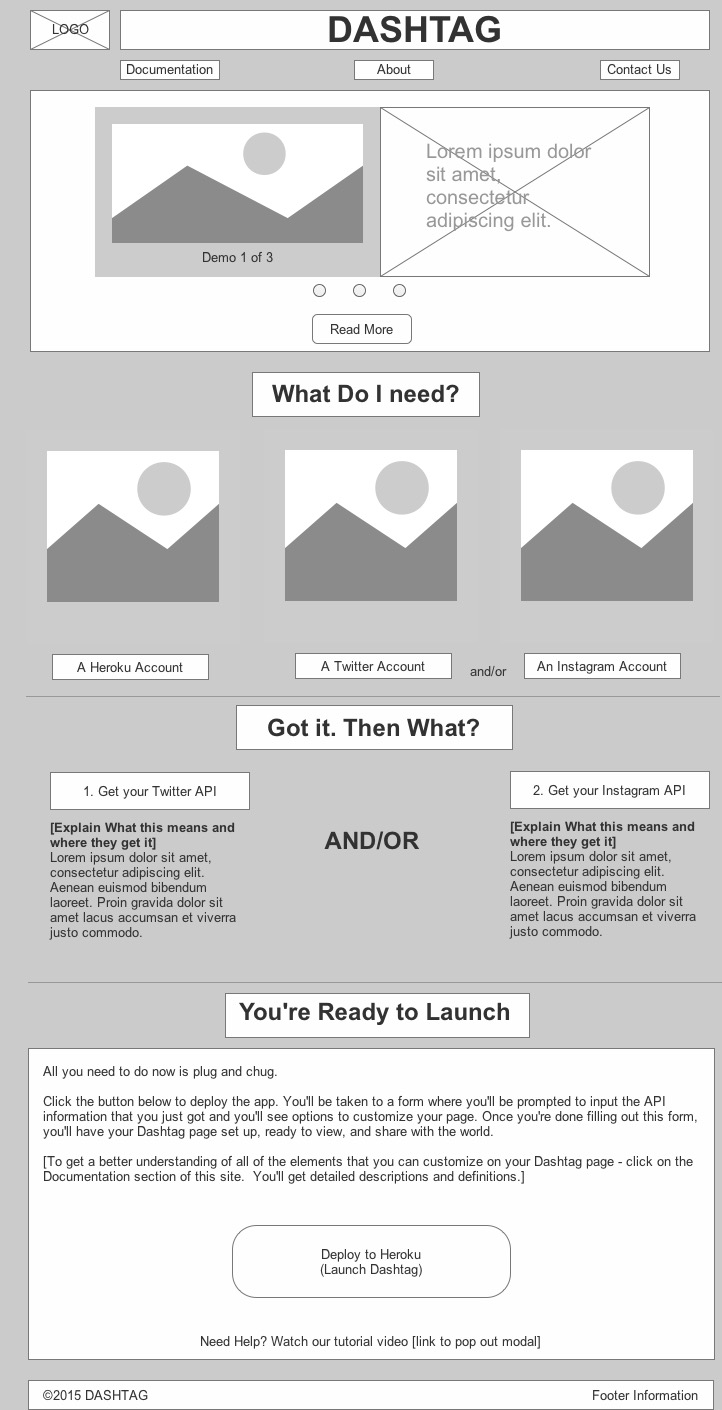 LOGO
DASHTAG
Documentation
About
Contact Us
Lorem ipsum dolor
sit amet,
consectetur
adipiscing elit.
Demo 1 of 3
Read More
What Do I need?
A Heroku Account
A Twitter Account
and/or
An Instagram Account
Got it. Then What?
1. Get your Twitter API
[Explain What this means and
where they get it]
Lorem ipsum dolor sit amet,
consectetur adipiscing elit.
Aenean euismod bibendum
laoreet. Proin gravida dolor sit
amet lacus accumsan et viverra
justo commodo.
AND/OR
2. Get your Instagram API
[Explain What this means and
where they get it]
Lorem ipsum dolor sit amet,
consectetur adipiscing elit.
Aenean euismod bibendum
laoreet. Proin gravida dolor sit
amet lacus accumsan et viverra
justo commodo.
You're Ready to Launch
All you need to do now is plug and chug.
Click the button below to deploy the app. You'll be taken to a form where you'll be prompted to input the API
information that you just got and you'll see options to customize your page. Once you're done filling out this form,
you'll have your Dashtag page set up, ready to view, and share with the world.
[To get a better understanding of all of the elements that you can customize on your Dashtag page - click on the
Documentation section of this site.  You'll get detailed descriptions and definitions.]
Deploy to Heroku
(Launch Dashtag)
Need Help? Watch our tutorial video [link to pop out modal]
©2015 DASHTAG
Footer Information